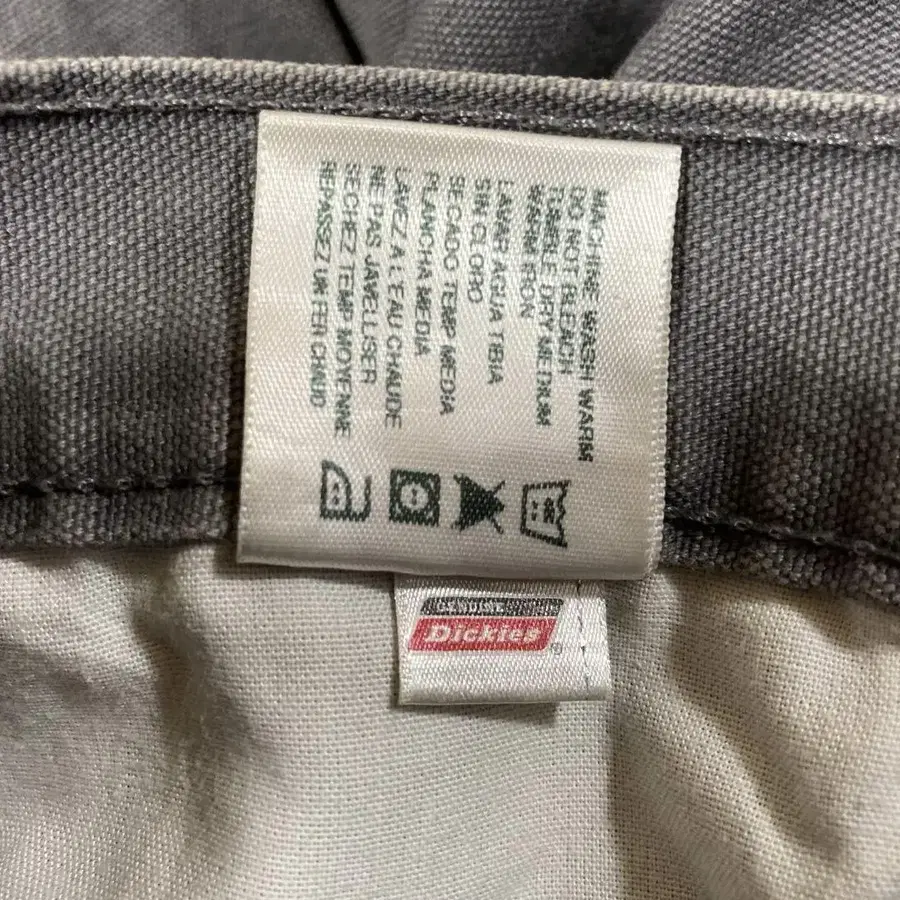 MACHINE WASH WARM
DO NOT BLEACH
TUMBLE DRY MEDIUM
WARM IRON
LAVAR AGUA TIBIA
SIN CLORO
SECADO TEMP MEDIA
PLANCHA MEDIA
LAVEZ A L'EAU CHAUDE
NE PAS JAVELLISER
SECHEZ TEMP MOYENNE
REPASSEZ UN FER CHAUD
GENUINE
Dickies
®